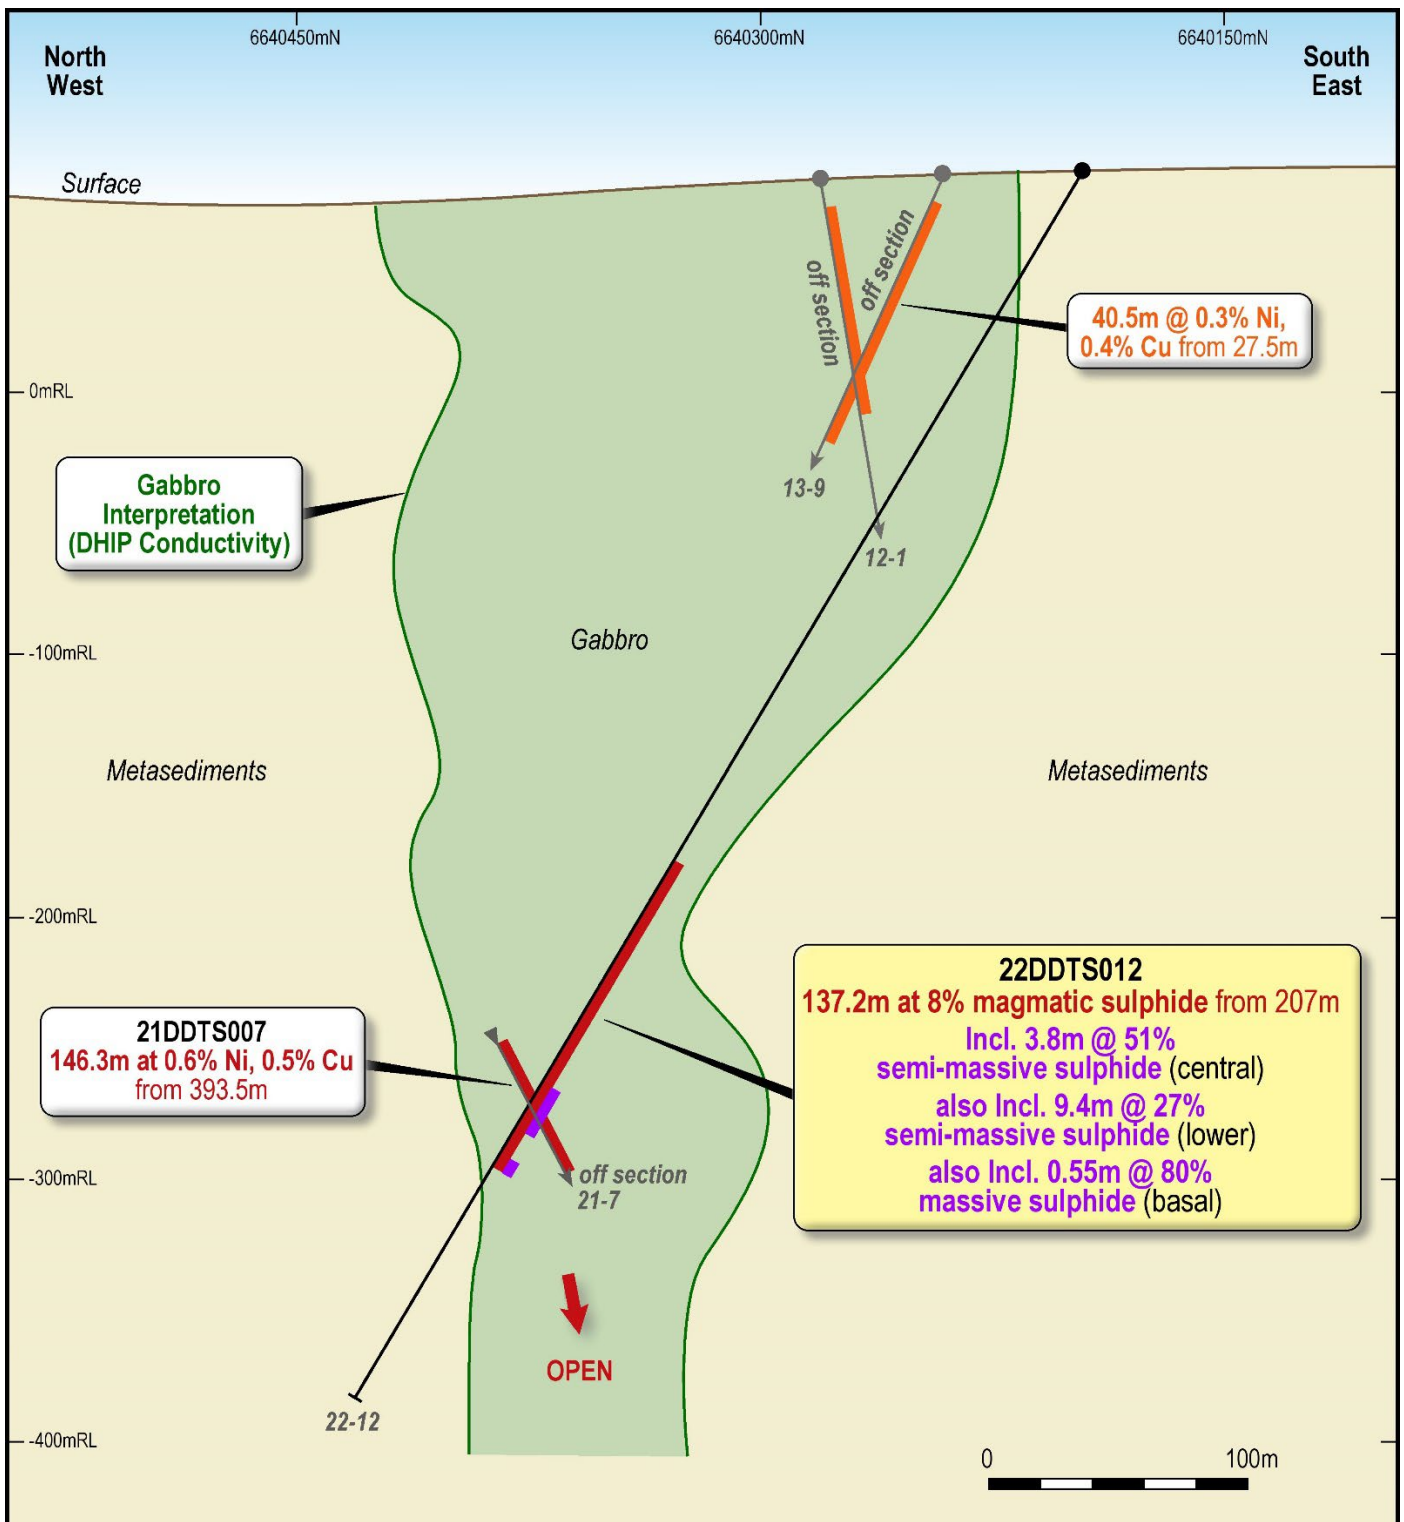 6640450mN
6640300mN
6640150mN
North
West
South
East
Surface
off section
off section
40.5m @ 0.3% Ni,
0.4% Cu from 27.5m
0mRL
Gabbro
Interpretation
(DHIP Conductivity)
13-9
12-1
Gabbro
-100mRL
Metasediments
Metasediments
-200mRL
22DDTS012
137.2m at 8% magmatic sulphide from 207m
Incl. 3.8m @ 51%
semi-massive sulphide (central)
also Incl. 9.4m @ 27%
semi-massive sulphide (lower)
also Incl. 0.55m @ 80%
massive sulphide (basal)
21DDTS007
146.3m at 0.6% Ni, 0.5% Cu
from 393.5m
off section
21-7
-300mRL
OPEN
22-12
-400mRL
0
100m